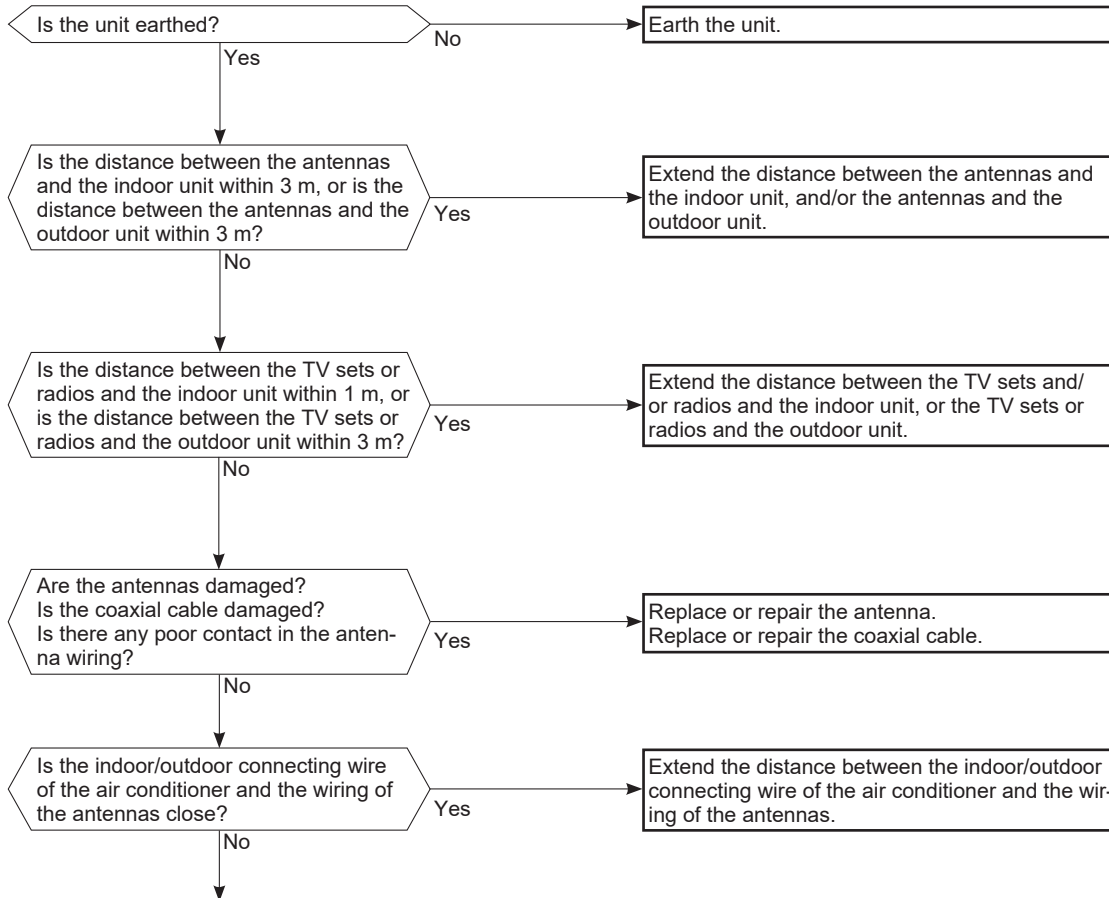 Is the unit earthed?
No
Earth the unit.
Yes
Is the distance between the antennas
and the indoor unit within 3 m, or is the
distance between the antennas and the
outdoor unit within 3 m?
Yes
Extend the distance between the antennas and
the indoor unit, and/or the antennas and the
outdoor unit.
No
Is the distance between the TV sets or
radios and the indoor unit within 1 m, or
is the distance between the TV sets or
radios and the outdoor unit within 3 m?
Yes
Extend the distance between the TV sets and/
or radios and the indoor unit, or the TV sets or
radios and the outdoor unit.
No
Are the antennas damaged?
Is the coaxial cable damaged?
Is there any poor contact in the anten-
na wiring?
Yes
Replace or repair the antenna.
Replace or repair the coaxial cable.
No
Is the indoor/outdoor connecting wire
of the air conditioner and the wiring of
the antennas close?
Yes
Extend the distance between the indoor/outdoor
connecting wire of the air conditioner and the wir-
ing of the antennas.
No